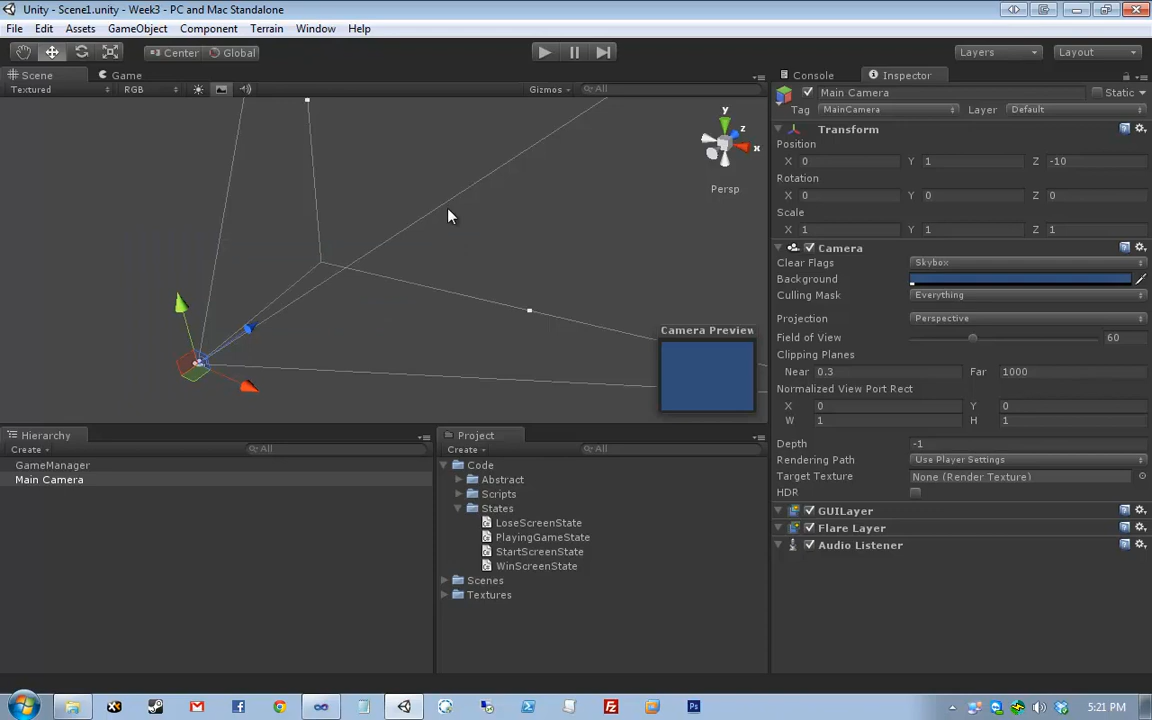 Unity - Scene1.unity - Week3 - PC and Mac Standalone
File Edit Assets GameObject Component Terrain Window Help
Center Global Layers Layout
Scene Game Console Inspector
Textured RGB Gizmos All
Main Camera Static
Tag MainCamera Layer Default
Transform
Position
X 0 Y 1 Z -10
Rotation
X 0 Y 0 Z 0
Scale
X 1 Y 1 Z 1
y
z
x
Persp
Camera
Clear Flags Skybox
Background
Culling Mask Everything
Projection Perspective
Field of View 60
Clipping Planes
Near 0.3 Far 1000
Normalized View Port Rect
X 0 Y 0
W 1 H 1
Depth -1
Rendering Path Use Player Settings
Target Texture None (Render Texture)
HDR
GUILayer
Flare Layer
Audio Listener
Camera Preview
Hierarchy
Create All
GameManager
Main Camera
Project
Create All
Code
Abstract
Scripts
States
LoseScreenState
PlayingGameState
StartScreenState
WinScreenState
Scenes
Textures
5:21 PM